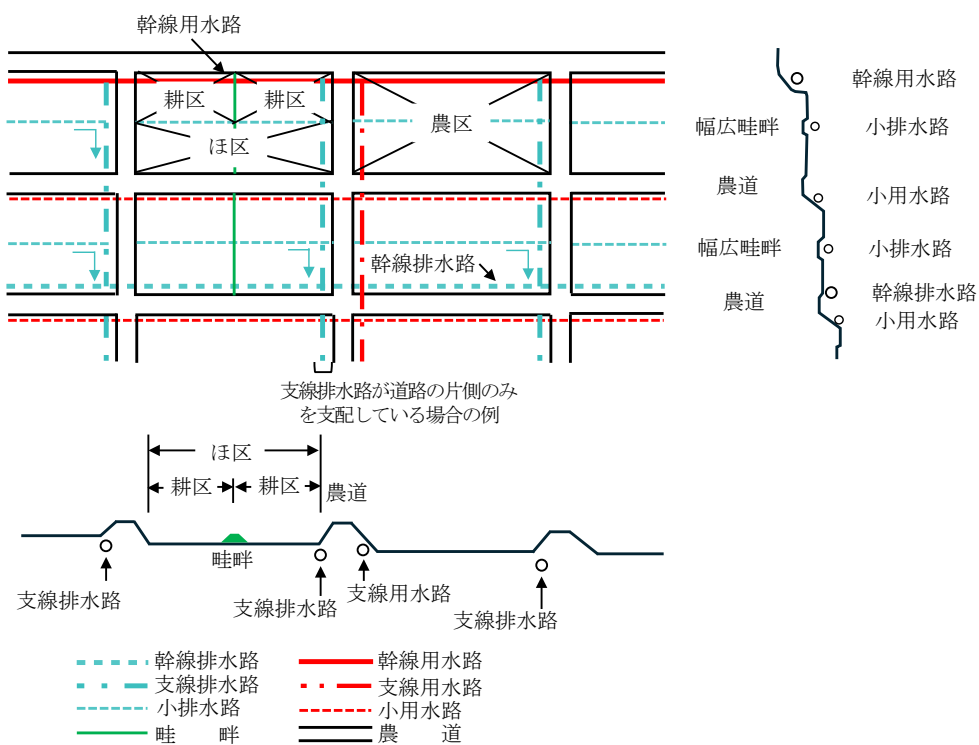 幹線用水路
耕区
耕区
ほ区
農区
幹線排水路
支線排水路が道路の片側のみ
を支配している場合の例
幹線用水路
幅広畦畔
小排水路
農道
小用水路
幅広畦畔
小排水路
農道
幹線排水路
小用水路
ほ区
耕区
耕区
農道
畦畔
支線排水路
支線排水路
支線用水路
支線排水路
幹線排水路
幹線用水路
支線排水路
支線用水路
小排水路
小用水路
畦　畔
農　道